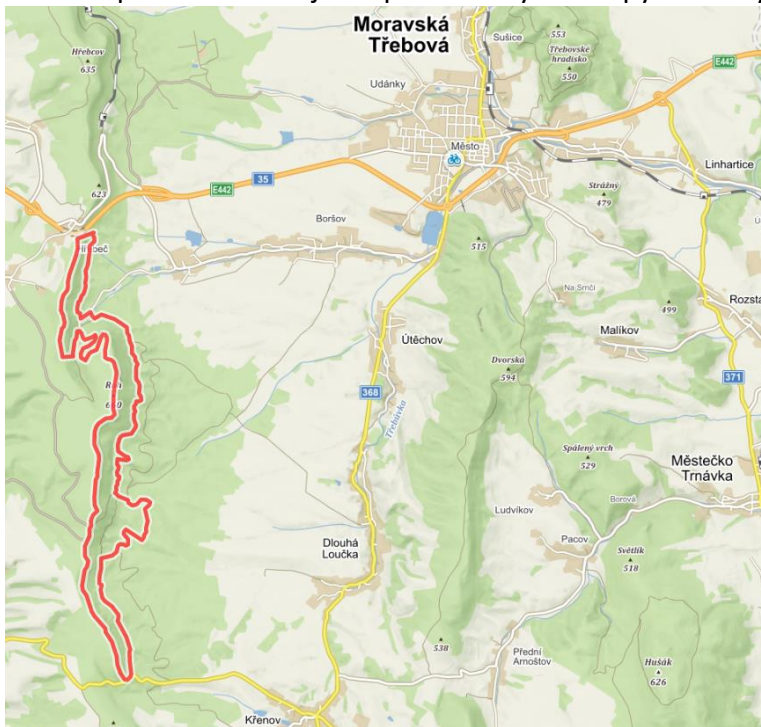 Moravská
Třebová
Sušice
553
Třebovské
hradisko
550
Hřebcov
635
Udánky
E442
Město
Linhartice
35
E442
623
Strážný
479
Boršov
515
Na Srnčí
499
Rozstá
Malíkov
Útěchov
Dvorská
594
371
368
Třebůvka
Spálený vrch
529
Městečko
Trnávka
Borová
Ludvíkov
Dlouhá
Loučka
Pacov
Světlík
518
538
Přední
Arnoštov
Hušák
626
Křenov